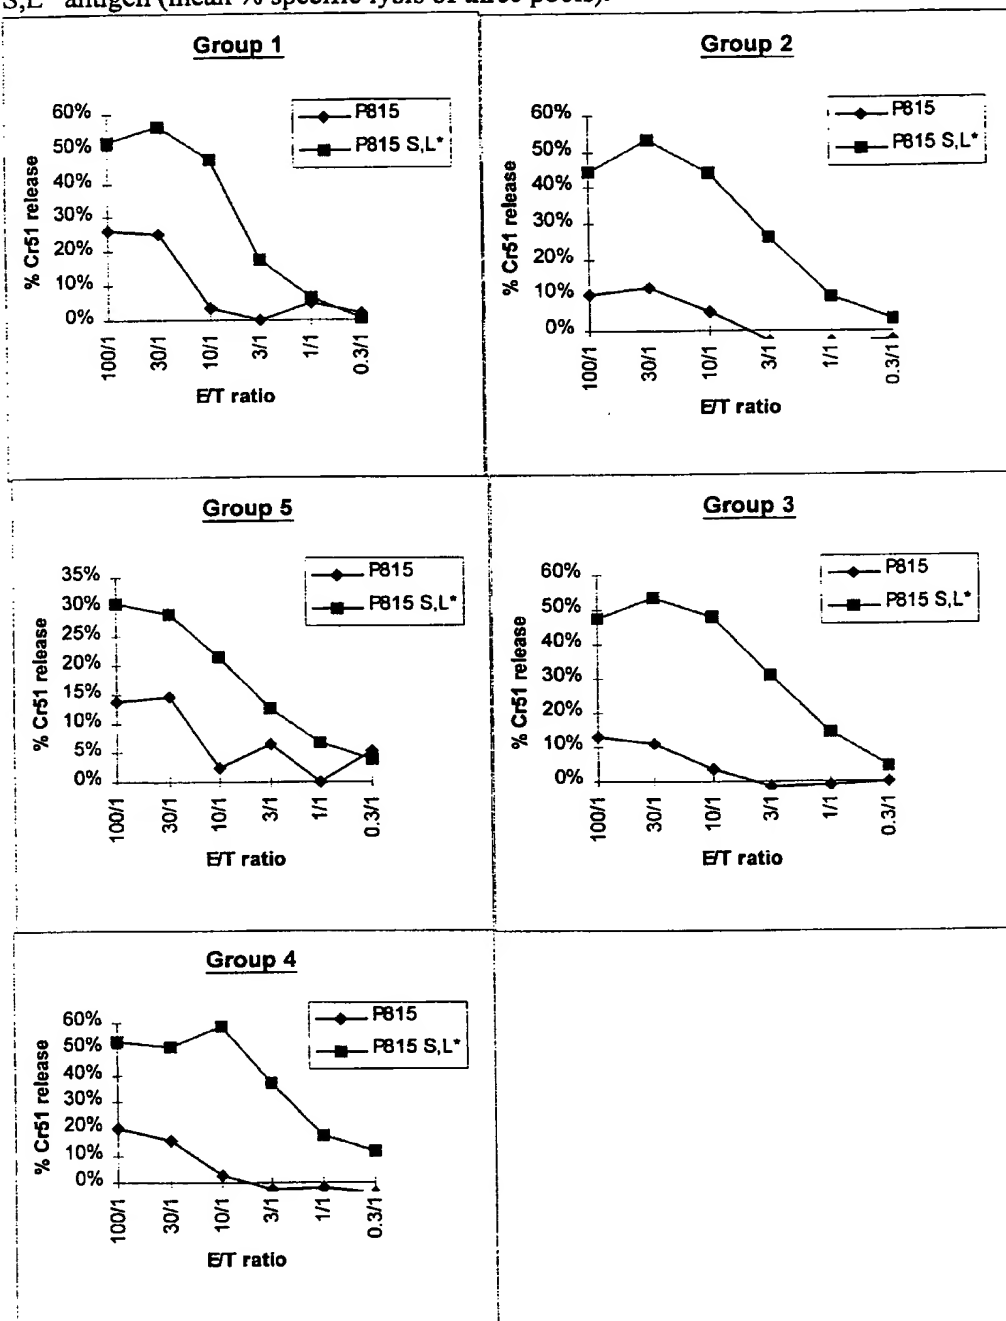 S,L* antigen (mean % specific lysis of three pools).
Group 1
P815
P815 S,L*
% Cr51 release
60%
50%
40%
30%
20%
10%
0%
100/1
30/1
10/1
3/1
1/1
0.3/1
E/T ratio
Group 2
P815
P815 S,L*
% Cr51 release
60%
50%
40%
30%
20%
10%
0%
100/1
30/1
10/1
3/1
1/1
0.3/1
E/T ratio
Group 5
P815
P815 S,L*
% Cr51 release
35%
30%
25%
20%
15%
10%
5%
0%
100/1
30/1
10/1
3/1
1/1
0.3/1
E/T ratio
Group 3
P815
P815 S,L*
% Cr51 release
60%
50%
40%
30%
20%
10%
0%
100/1
30/1
10/1
3/1
1/1
0.3/1
E/T ratio
Group 4
P815
P815 S,L*
% Cr51 release
60%
50%
40%
30%
20%
10%
0%
100/1
30/1
10/1
3/1
1/1
0.3/1
E/T ratio